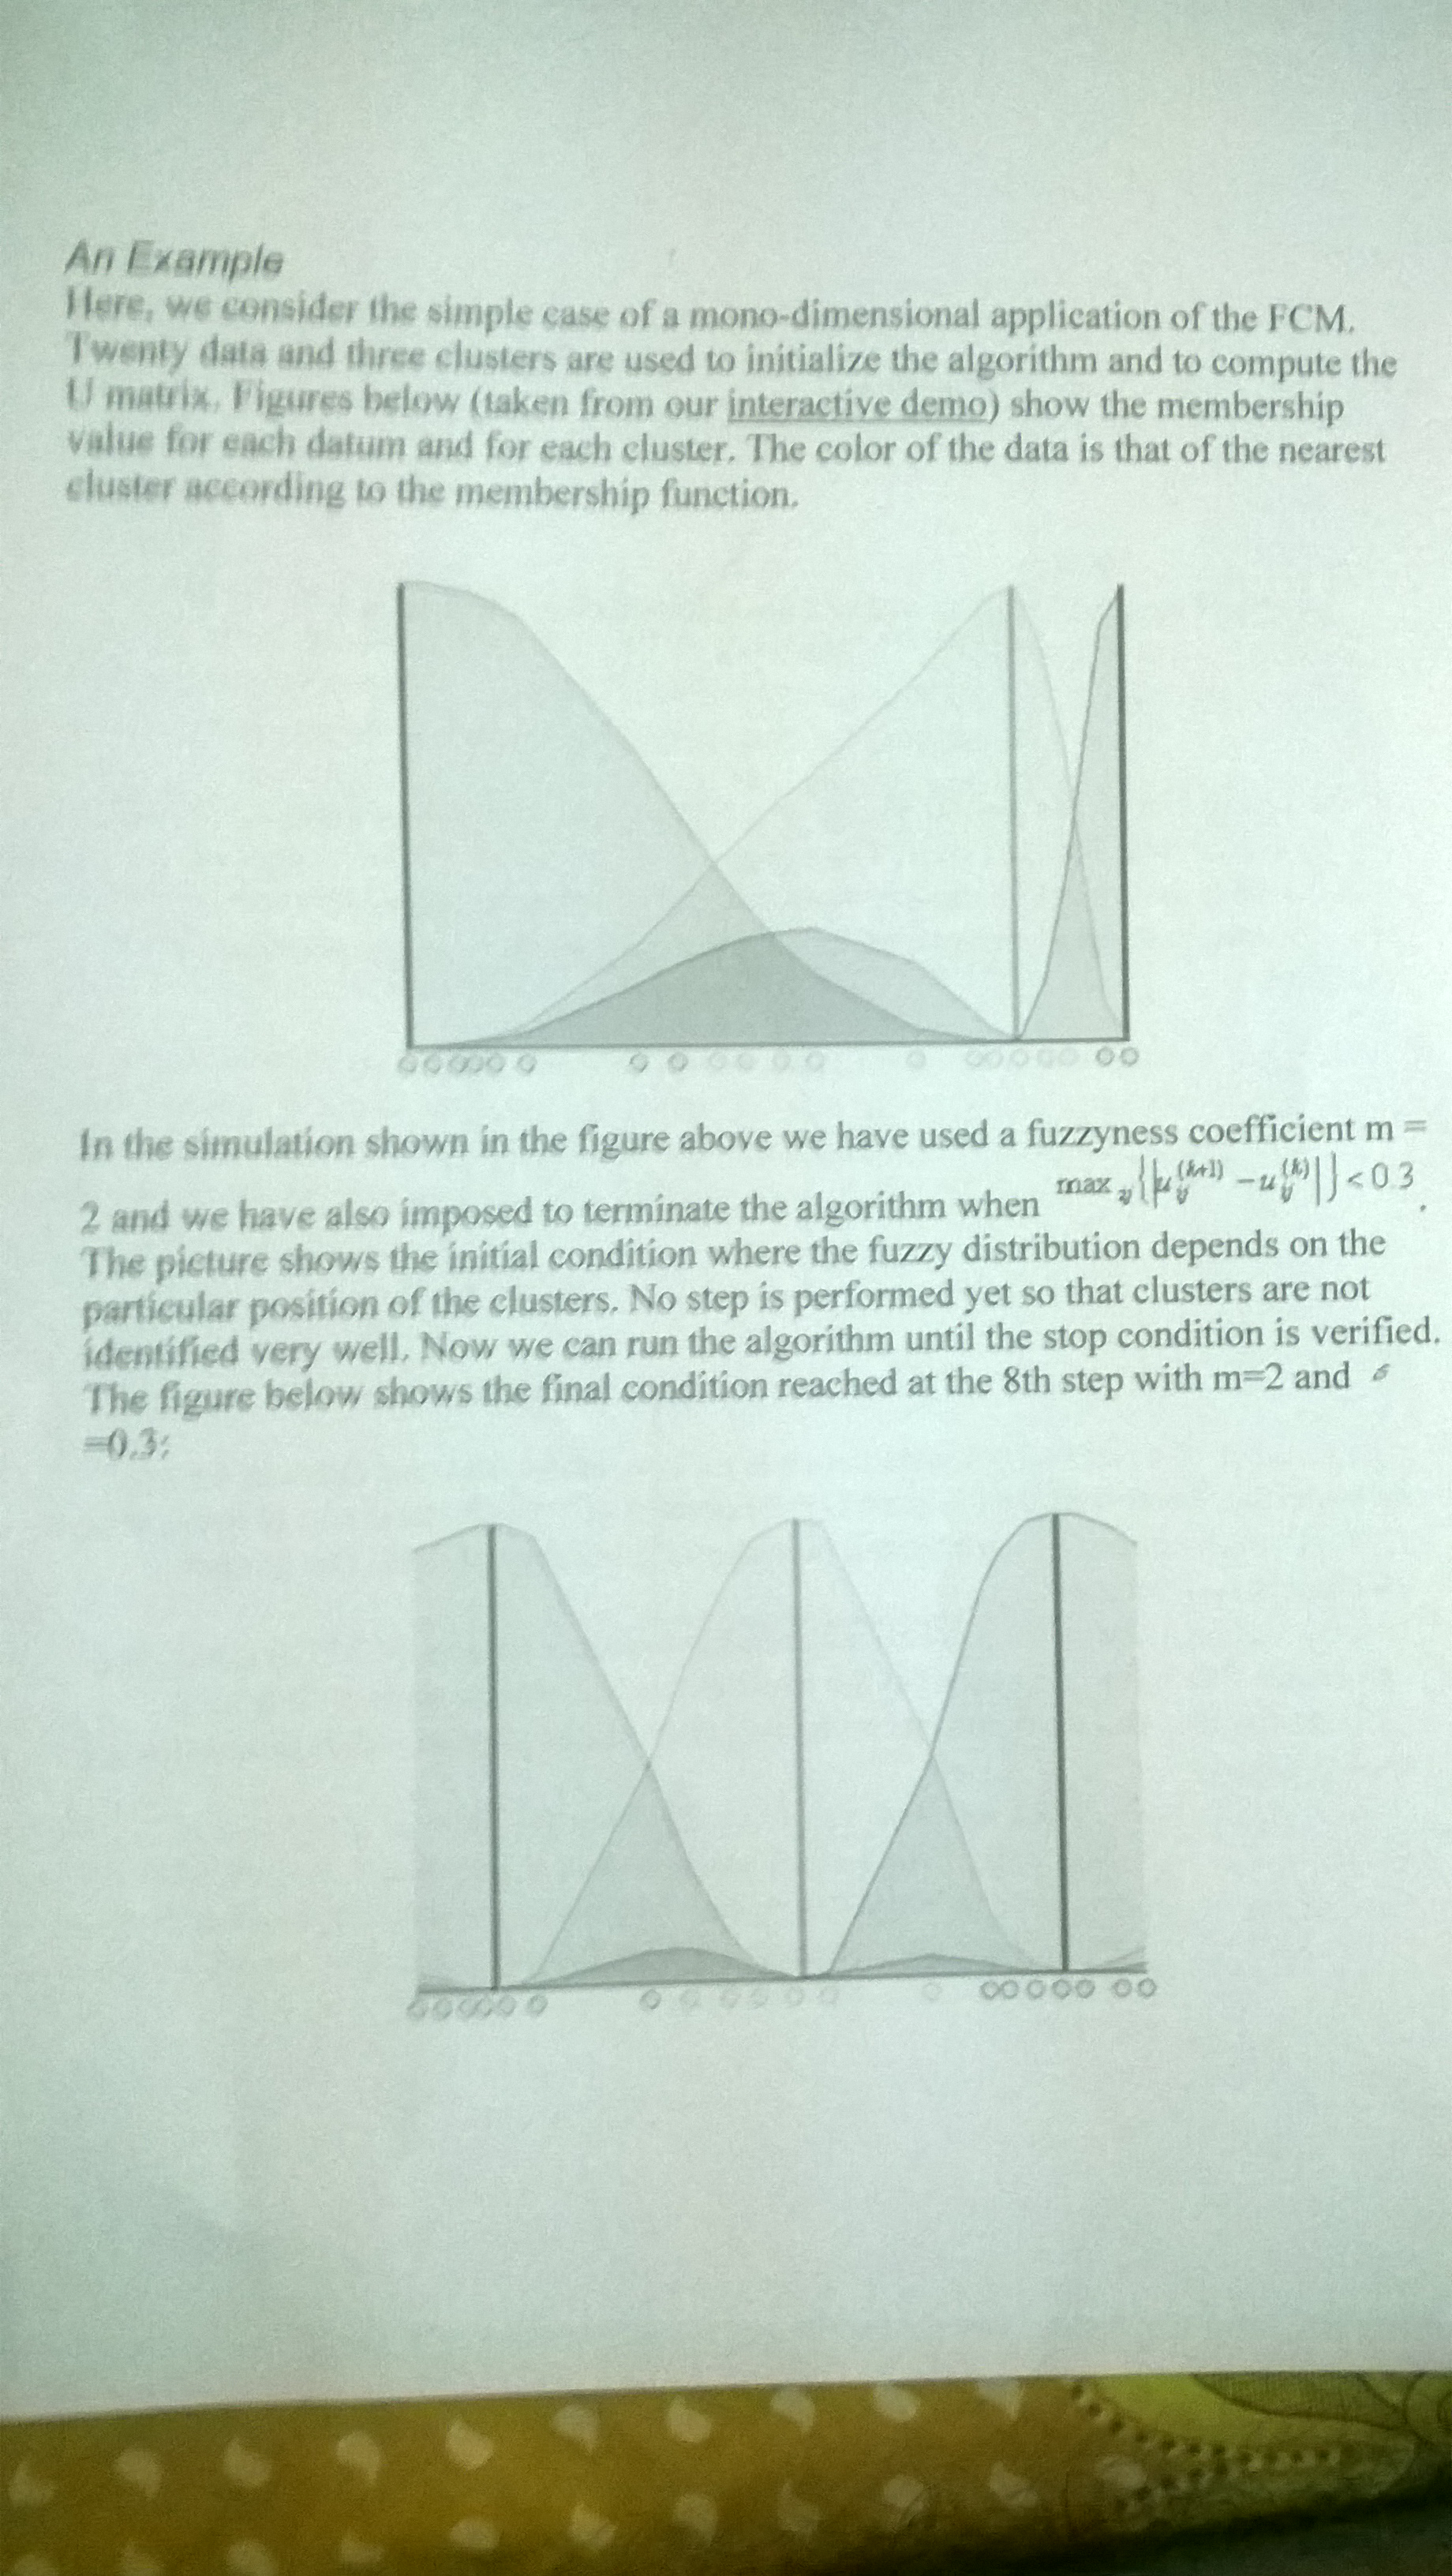 An Example
Here, we consider the simple case of a mono-dimensional application of the FCM.
Twenty data and three clusters are used to initialize the algorithm and to compute the
U matrix. Figures below (taken from our interactive demo) show the membership
value for each datum and for each cluster. The color of the data is that of the nearest
cluster according to the membership function.
In the simulation shown in the figure above we have used a fuzzyness coefficient m =
2 and we have also imposed to terminate the algorithm when max_ij{|u_ij^(k+1) - u_ij^(k)|} < 0.3 .
The picture shows the initial condition where the fuzzy distribution depends on the
particular position of the clusters. No step is performed yet so that clusters are not
identified very well. Now we can run the algorithm until the stop condition is verified.
The figure below shows the final condition reached at the 8th step with m=2 and
=0.3: